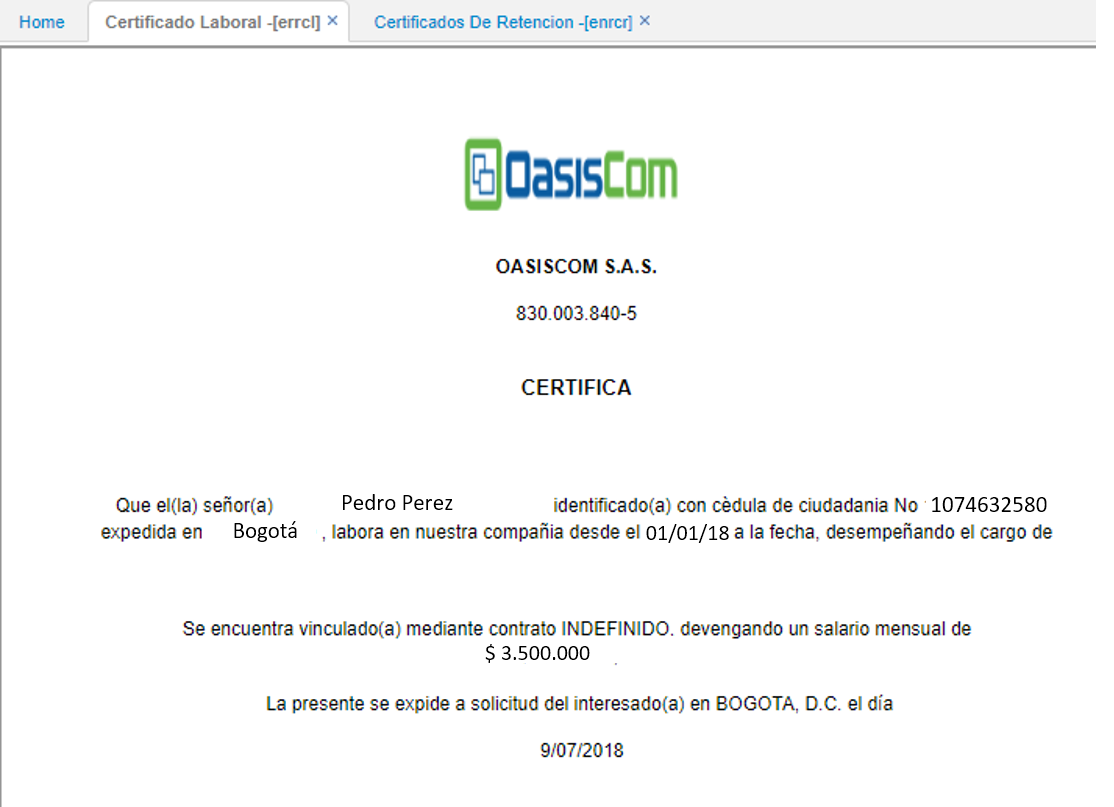 Home Certificado Laboral -[errcl] × Certificados De Retencion -[enrcr] ×
OasisCom
OASISCOM S.A.S.
830.003.840-5
CERTIFICA
Que el(la) señor(a) Pedro Perez identificado(a) con cèdula de ciudadania No 1074632580
expedida en Bogotá , labora en nuestra compañia desde el 01/01/18 a la fecha, desempeñando el cargo de
Se encuentra vinculado(a) mediante contrato INDEFINIDO. devengando un salario mensual de
$ 3.500.000 .
La presente se expide a solicitud del interesado(a) en BOGOTA, D.C. el día
9/07/2018